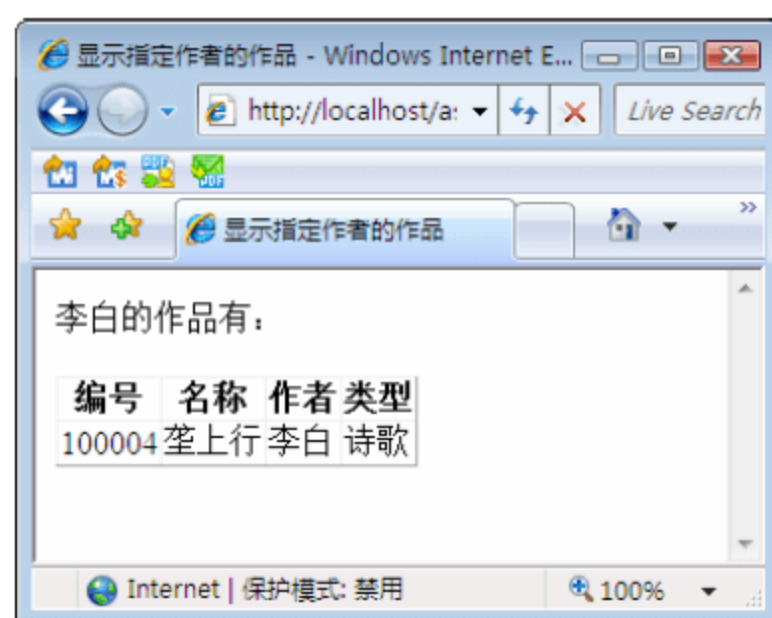 显示指定作者的作品 - Windows Internet E...
http://localhost/a:
Live Search
显示指定作者的作品
李白的作品有：
编号 名称 作者 类型
100004 垄上行 李白 诗歌
Internet | 保护模式: 禁用
100%